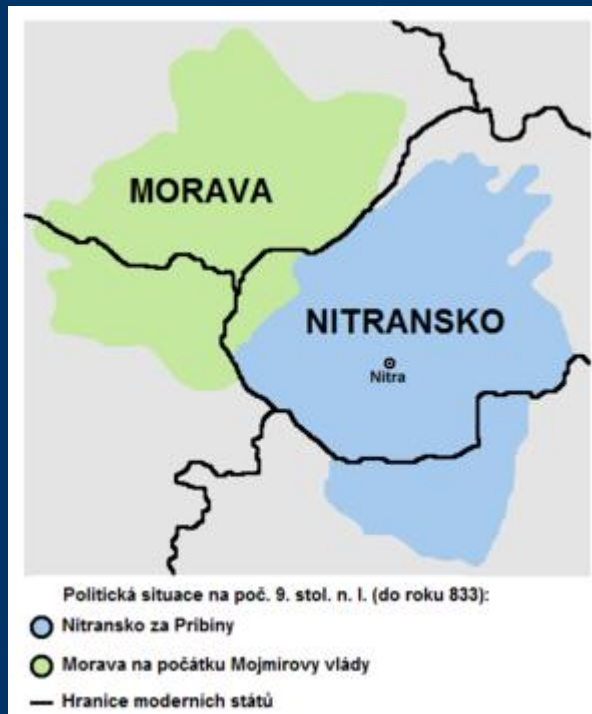 MORAVA
NITRANSKO
Nitra
Politická situace na poč. 9. stol. n. l. (do roku 833):
Nitransko za Pribiny
Morava na počátku Mojmírovy vlády
Hranice moderních států